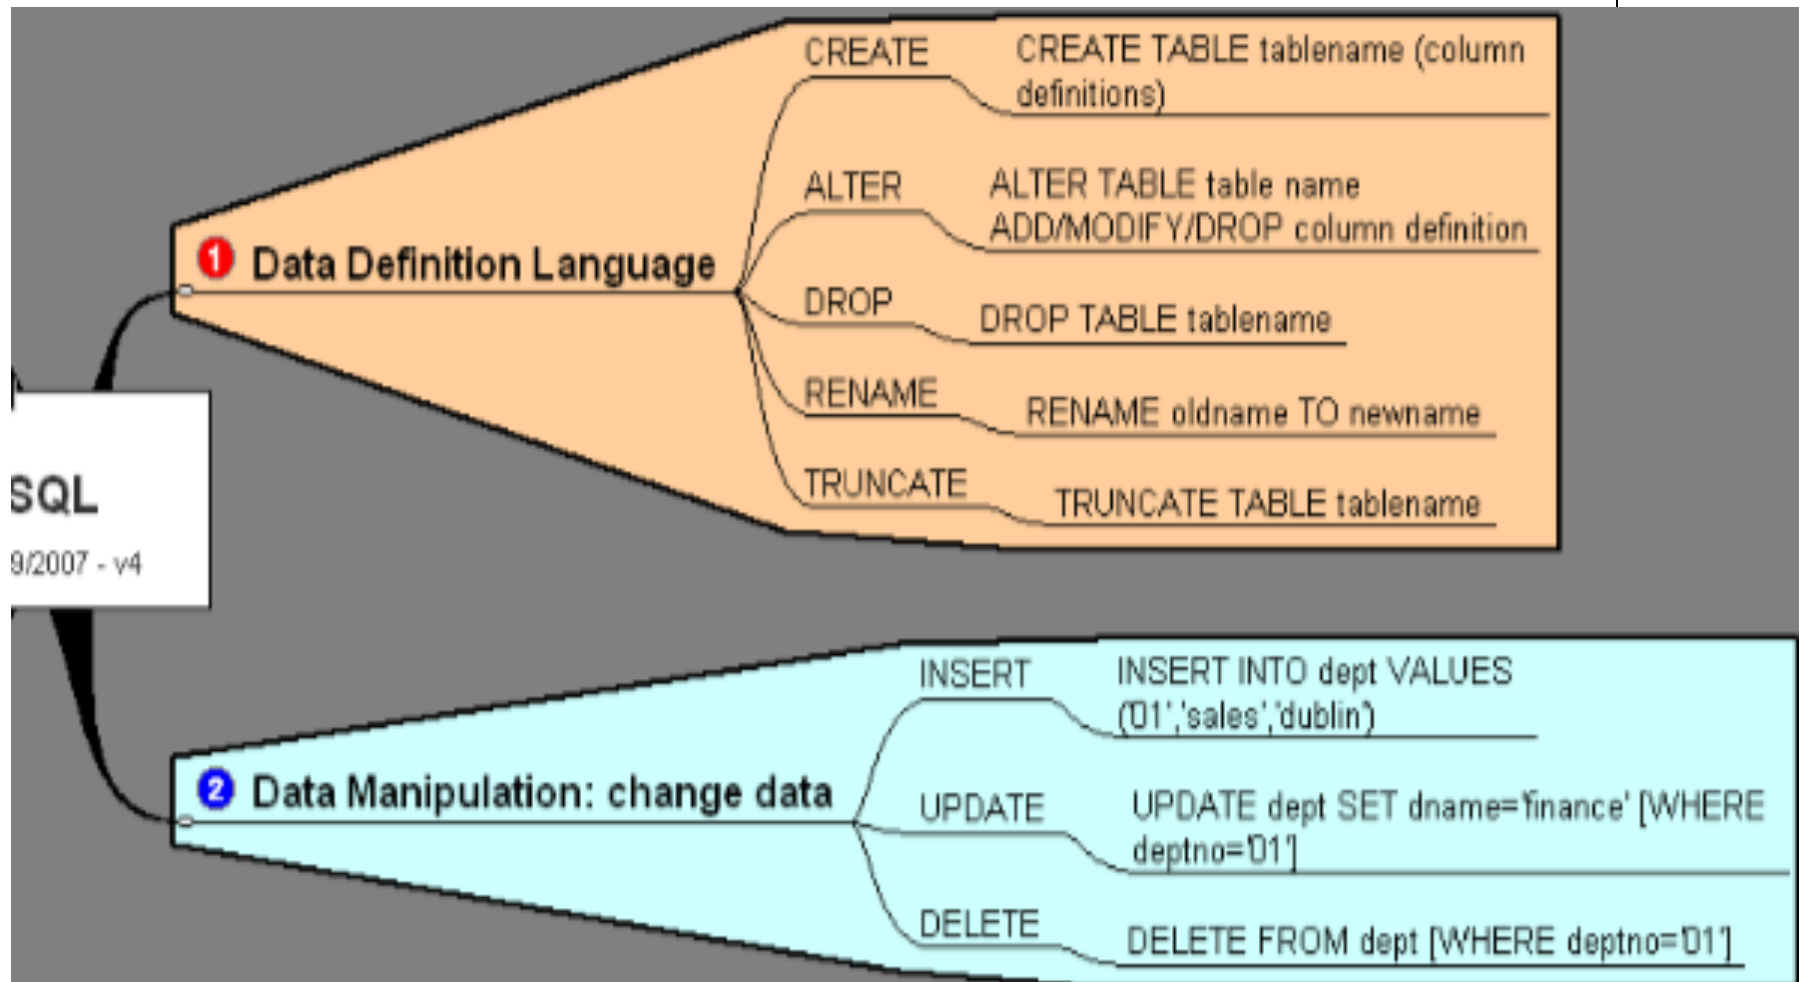 CREATE
CREATE TABLE tablename (column
definitions)
ALTER
ALTER TABLE table name
ADD/MODIFY/DROP column definition
1 Data Definition Language
DROP
DROP TABLE tablename
RENAME
RENAME oldname TO newname
TRUNCATE
TRUNCATE TABLE tablename
SQL
9/2007 - v4
INSERT
INSERT INTO dept VALUES
('01','sales','dublin')
2 Data Manipulation: change data
UPDATE
UPDATE dept SET dname='finance' [WHERE
deptno='01']
DELETE
DELETE FROM dept [WHERE deptno='01']